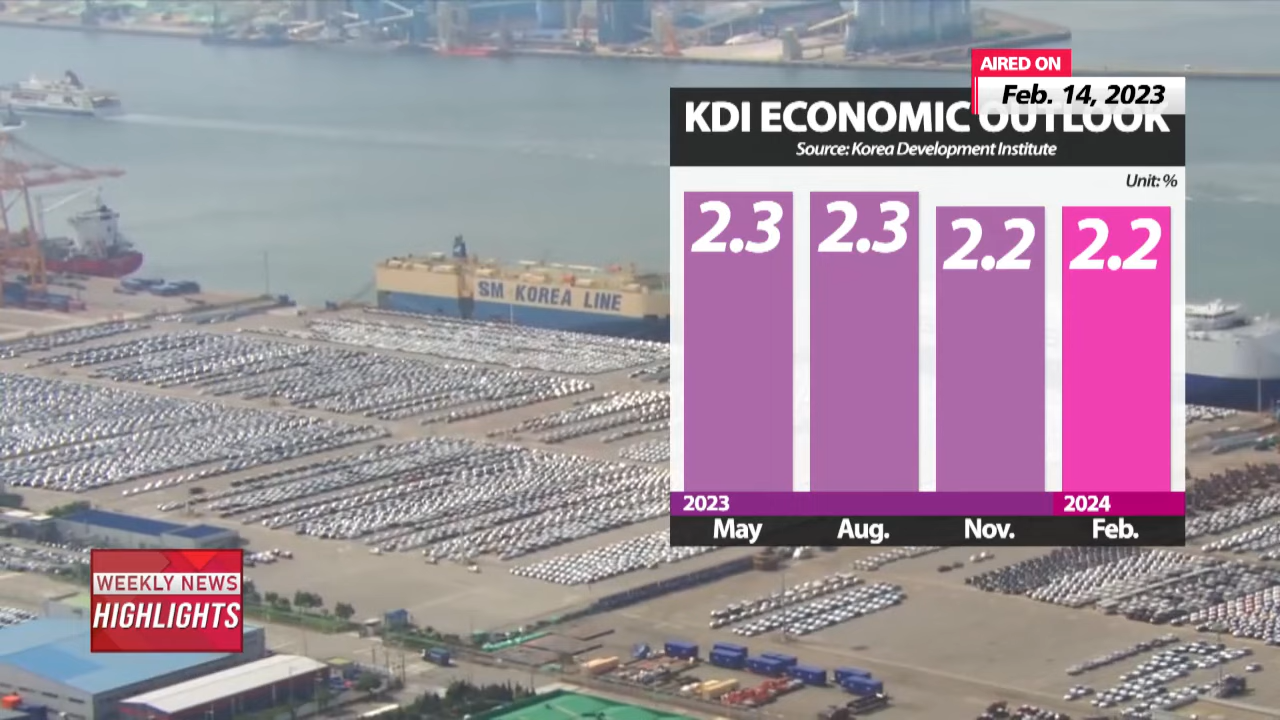 AIRED ON
Feb. 14, 2023
KDI ECONOMIC OUTLOOK
Source: Korea Development Institute
Unit: %
2.3 2.3 2.2 2.2
2023 2024
May Aug. Nov. Feb.
SM KOREA LINE
WEEKLY NEWS
HIGHLIGHTS